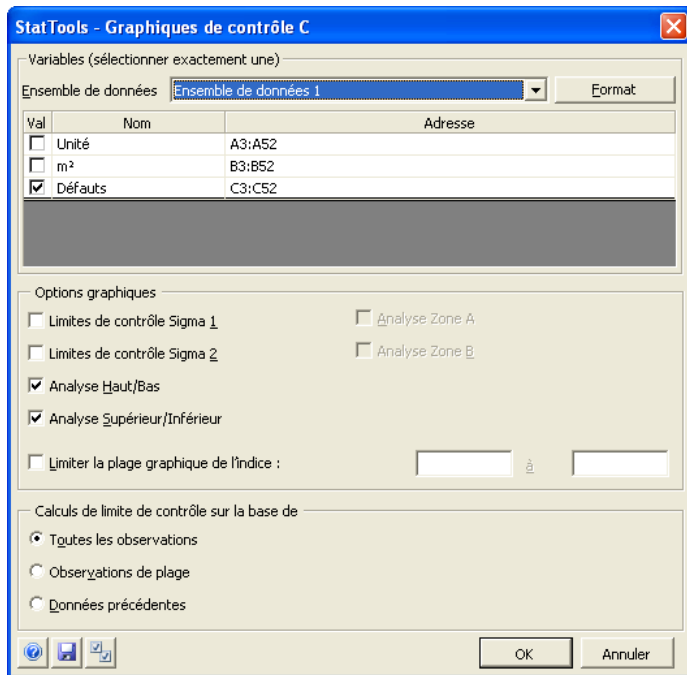 StatTools - Graphiques de contrôle C
Variables (sélectionner exactement une)
Ensemble de données Ensemble de données 1 Format
Val Nom Adresse
Unité A3:A52
m² B3:B52
Défauts C3:C52
Options graphiques
Limites de contrôle Sigma 1 Analyse Zone A
Limites de contrôle Sigma 2 Analyse Zone B
Analyse Haut/Bas
Analyse Supérieur/Inférieur
Limiter la plage graphique de l'indice : à
Calculs de limite de contrôle sur la base de
Toutes les observations
Observations de plage
Données précédentes
OK Annuler